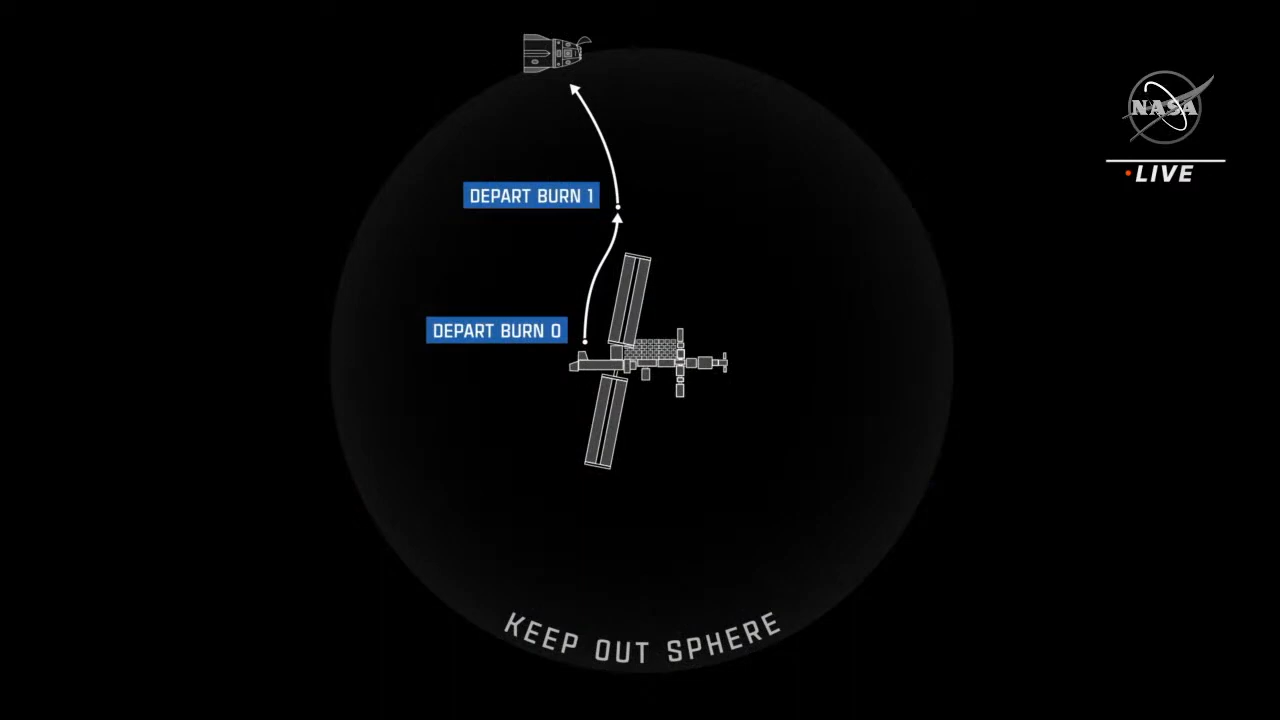 NASA
LIVE
DEPART BURN 1
DEPART BURN 0
KEEP OUT SPHERE